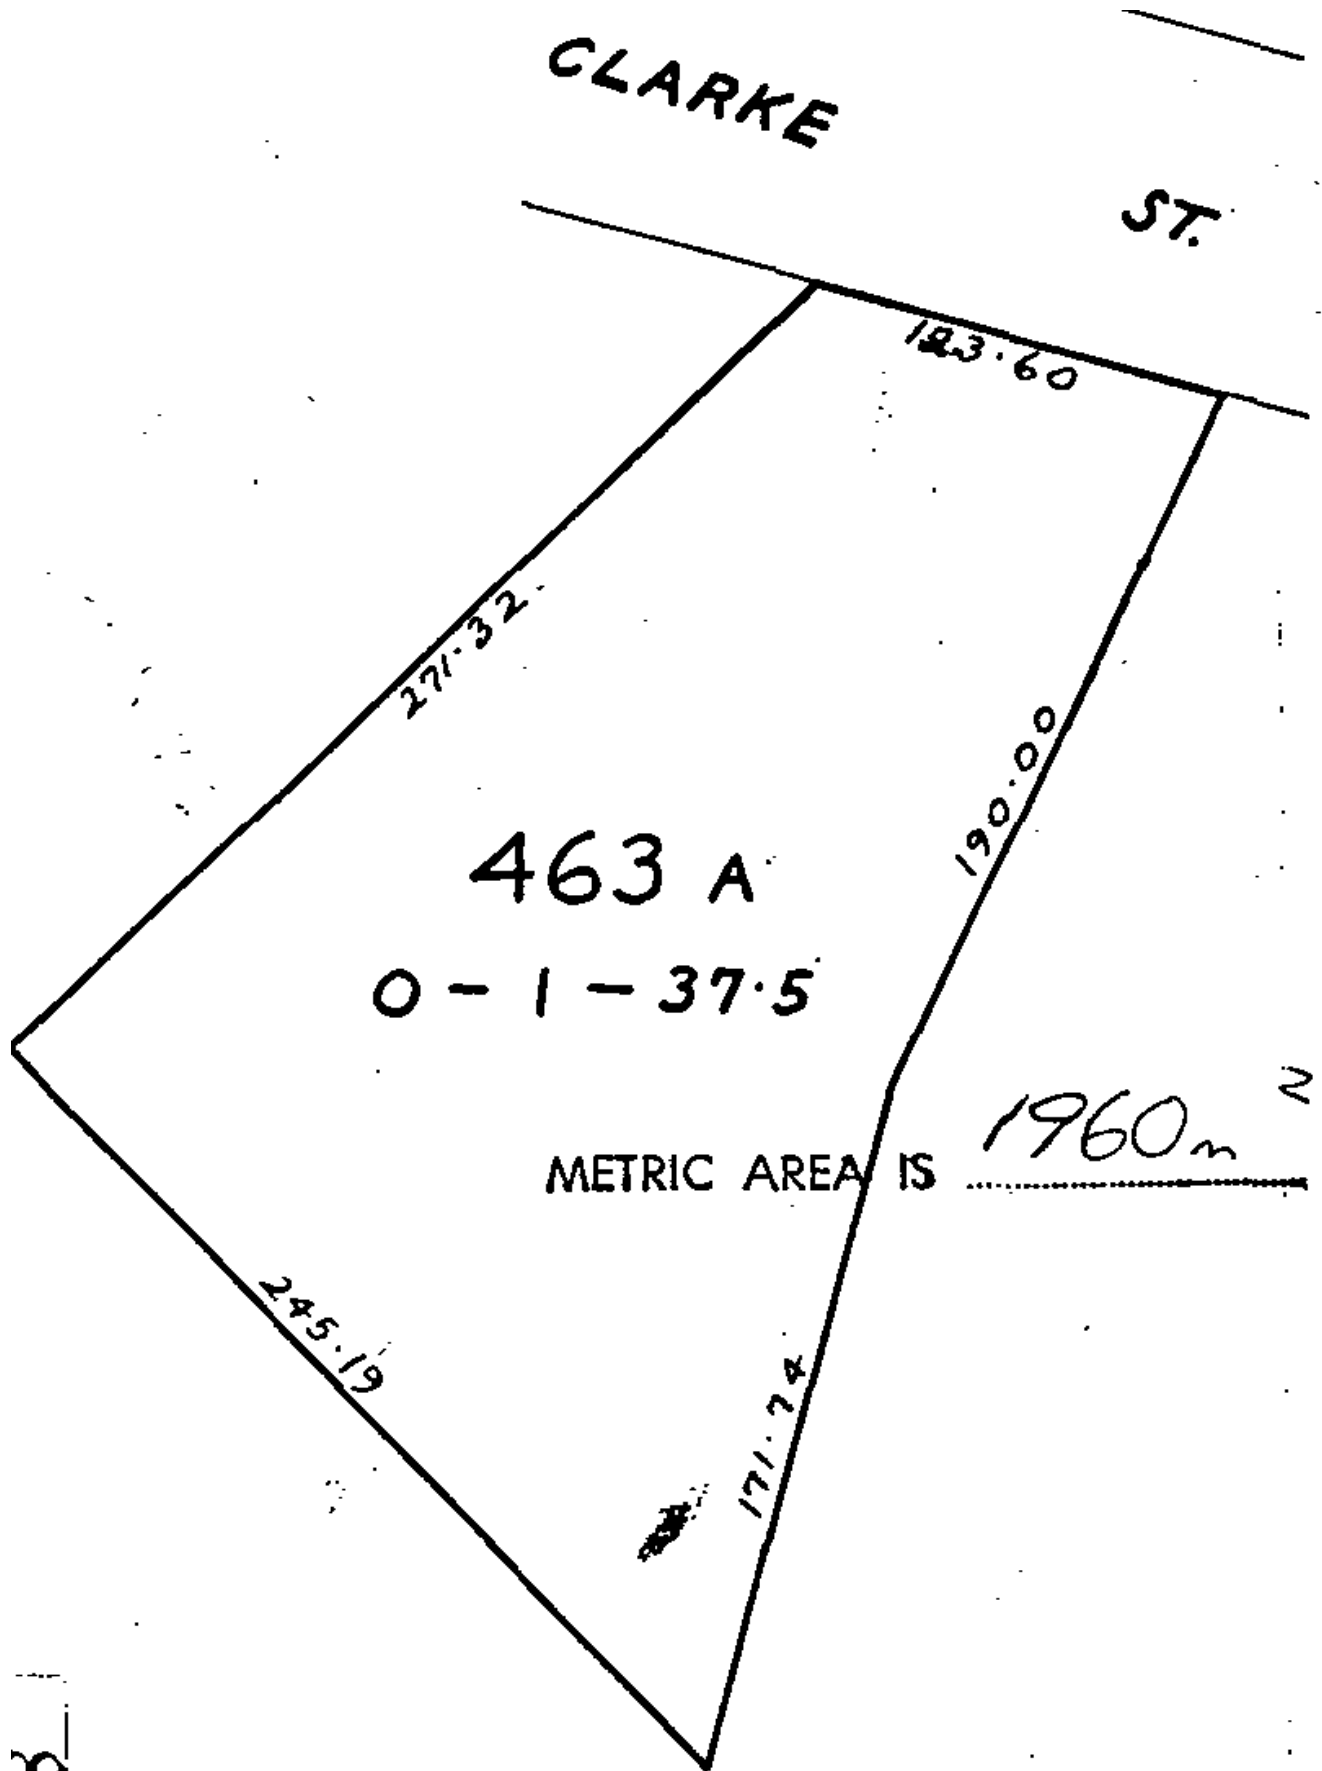 CLARKE
ST.
123.60
271.32
190.00
463 A
0 - 1 - 37.5
METRIC AREA IS 1960m²
245.19
171.74